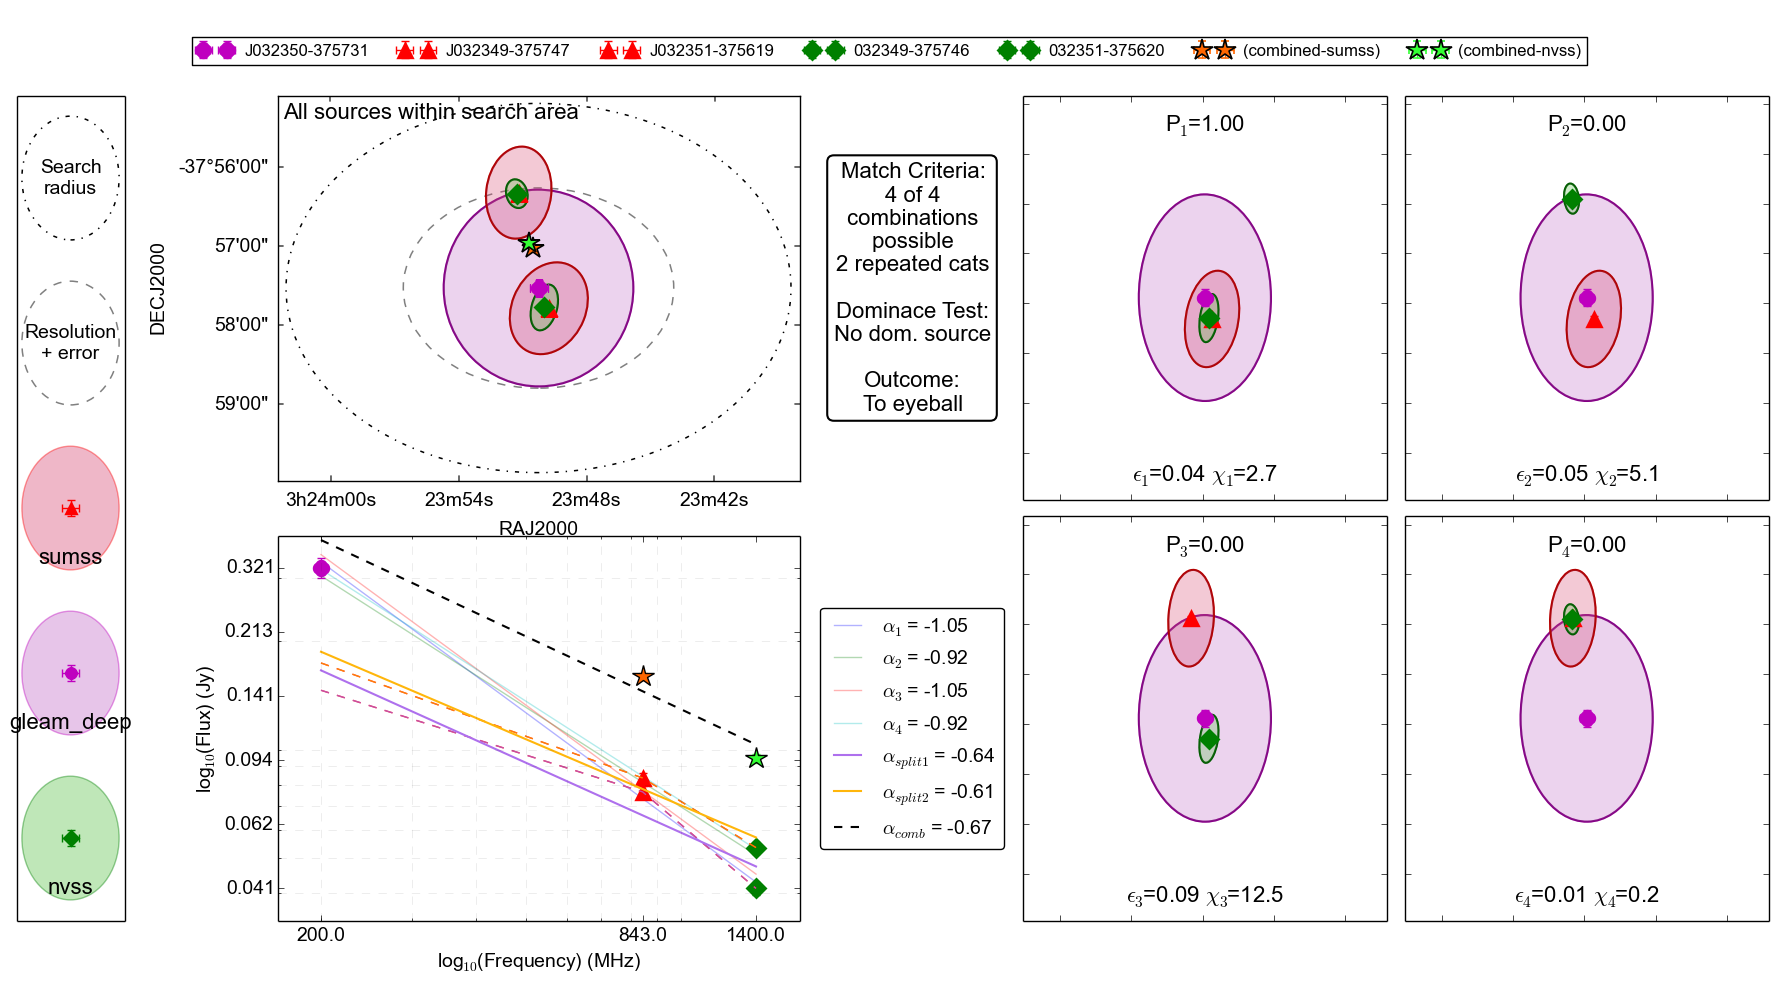 J032350-375731 J032349-375747 J032351-375619 032349-375746 032351-375620 (combined-sumss) (combined-nvss)
Search
radius
Resolution
+ error
sumss
gleam_deep
nvss
All sources within search area
DECJ2000
-37°56'00"
57'00"
58'00"
59'00"
3h24m00s 23m54s 23m48s 23m42s
RAJ2000
Match Criteria:
4 of 4
combinations
possible
2 repeated cats
Dominace Test:
No dom. source
Outcome:
To eyeball
P1=1.00
ϵ1=0.04 χ1=2.7
P2=0.00
ϵ2=0.05 χ2=5.1
P3=0.00
ϵ3=0.09 χ3=12.5
P4=0.00
ϵ4=0.01 χ4=0.2
log10(Flux) (Jy)
0.321
0.213
0.141
0.094
0.062
0.041
200.0 843.0 1400.0
log10(Frequency) (MHz)
α1 = -1.05
α2 = -0.92
α3 = -1.05
α4 = -0.92
αsplit1 = -0.64
αsplit2 = -0.61
αcomb = -0.67